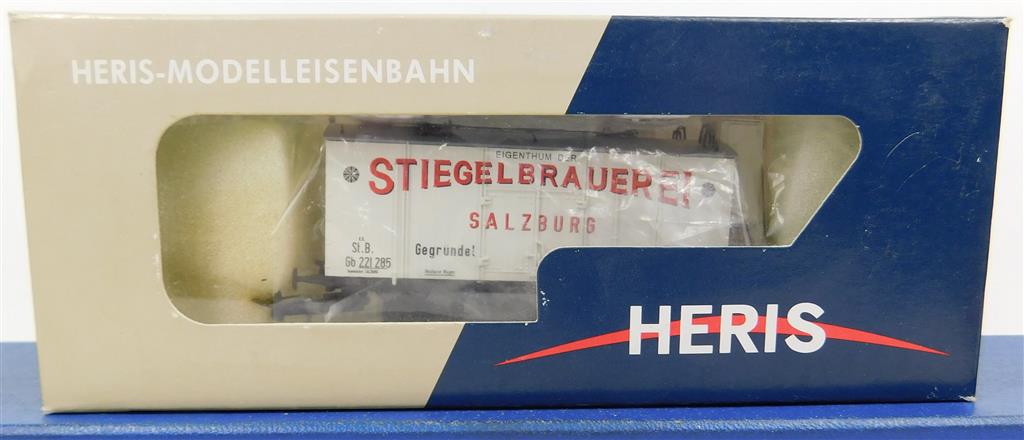 HERIS-MODELLEISENBAHN
EIGENTHUM DER
STIEGELBRAUEREI
SALZBURG
k.k.
St.B.
Gegründet
Gb 221 285
HERIS